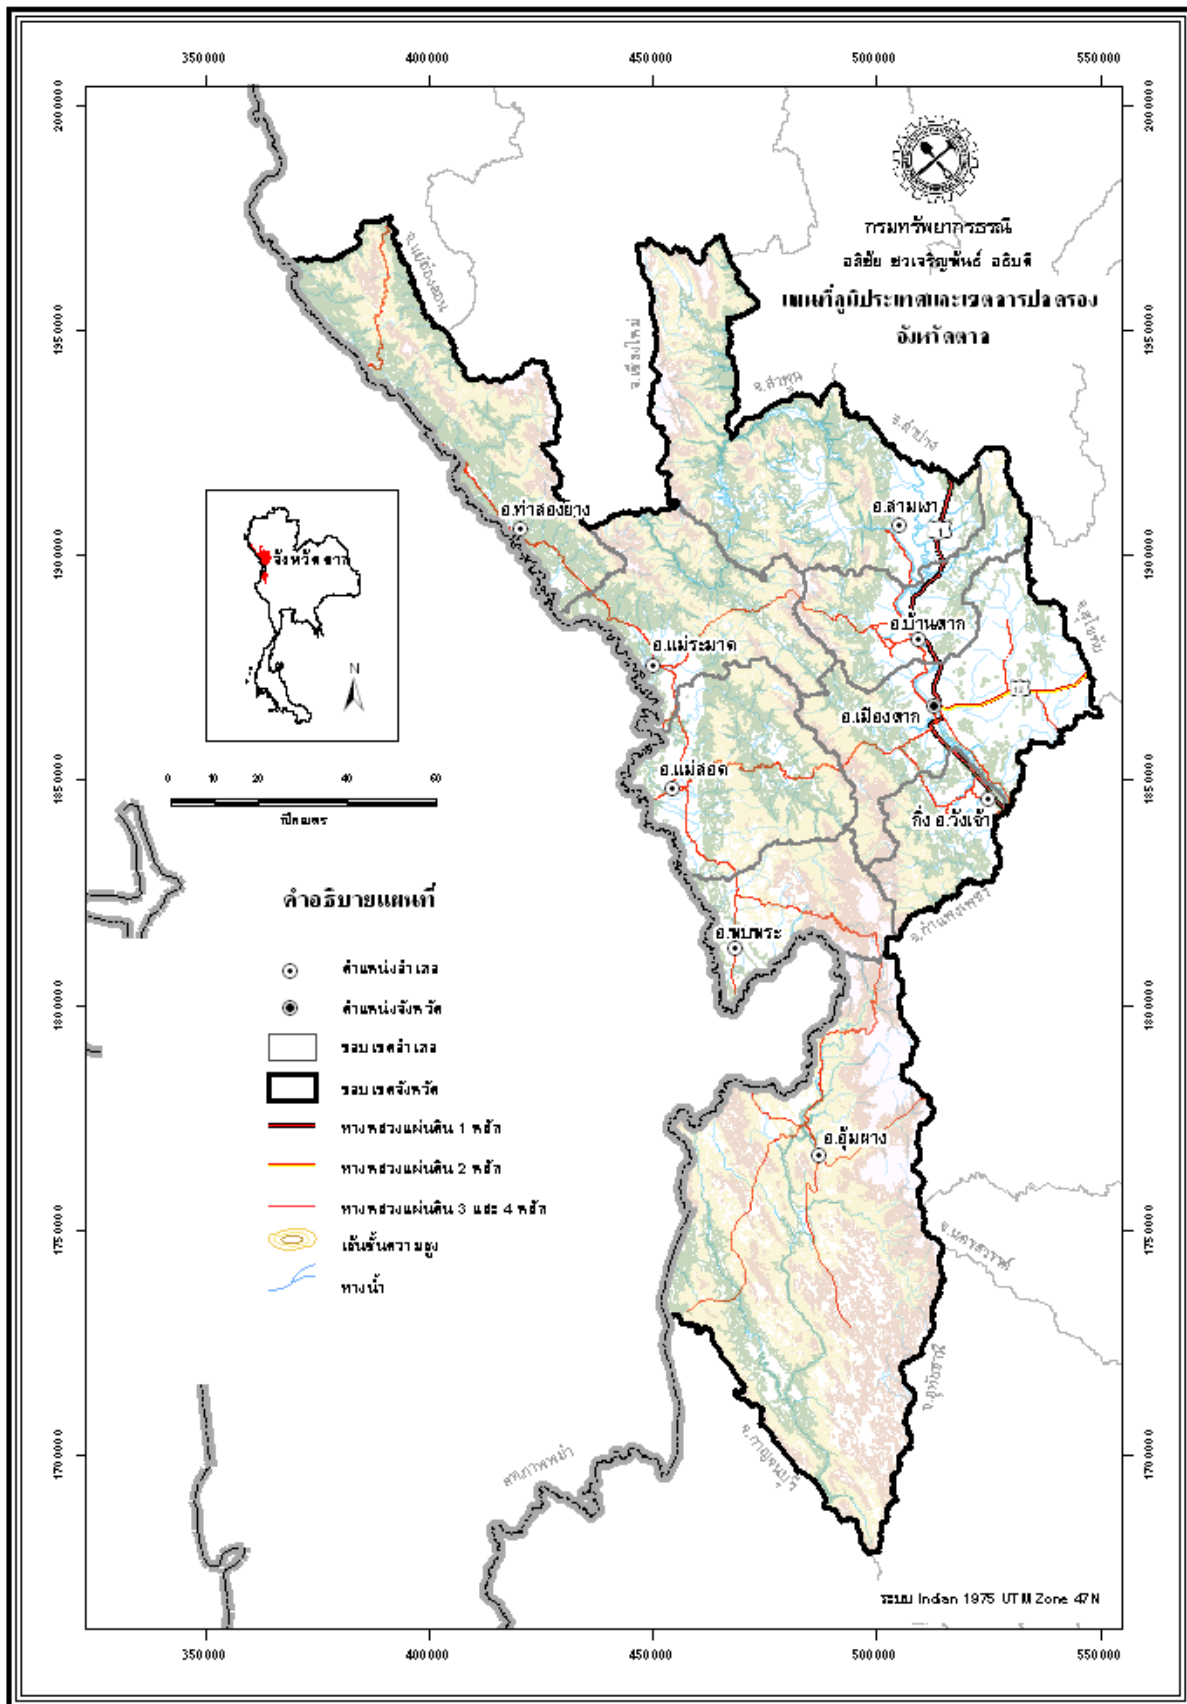 350000 400000 450000 500000 550000
2000000
1950000
1900000
1850000
1800000
1750000
1700000
กรมทรัพยากรธรณี
อธิบดี
แผนที่ภูมิประเทศและเขตการปกครอง
จังหวัดตาก
จ.แม่ฮ่องสอน
จ.เชียงใหม่
จ.ลำพูน
จ.ลำปาง
จ.สุโขทัย
จ.กำแพงเพชร
จ.นครสวรรค์
จ.อุทัยธานี
จ.กาญจนบุรี
สหภาพพม่า
อ.ท่าสองยาง
อ.สามเงา
1
อ.บ้านตาก
อ.แม่ระมาด
12
อ.เมืองตาก
อ.แม่สอด
กิ่ง อ.วังเจ้า
อ.พบพระ
อ.อุ้มผาง
จังหวัดตาก
N
0 10 20 40 60
กิโลเมตร
คำอธิบายแผนที่
ตำแหน่งอำเภอ
ตำแหน่งจังหวัด
ขอบเขตอำเภอ
ขอบเขตจังหวัด
ทางหลวงแผ่นดิน 1 หลัก
ทางหลวงแผ่นดิน 2 หลัก
ทางหลวงแผ่นดิน 3 และ 4 หลัก
เส้นชั้นความสูง
ทางน้ำ
ระบบ Indian 1975 UTM Zone 47N
2000000
1950000
1900000
1850000
1800000
1750000
1700000
350000 400000 450000 500000 550000